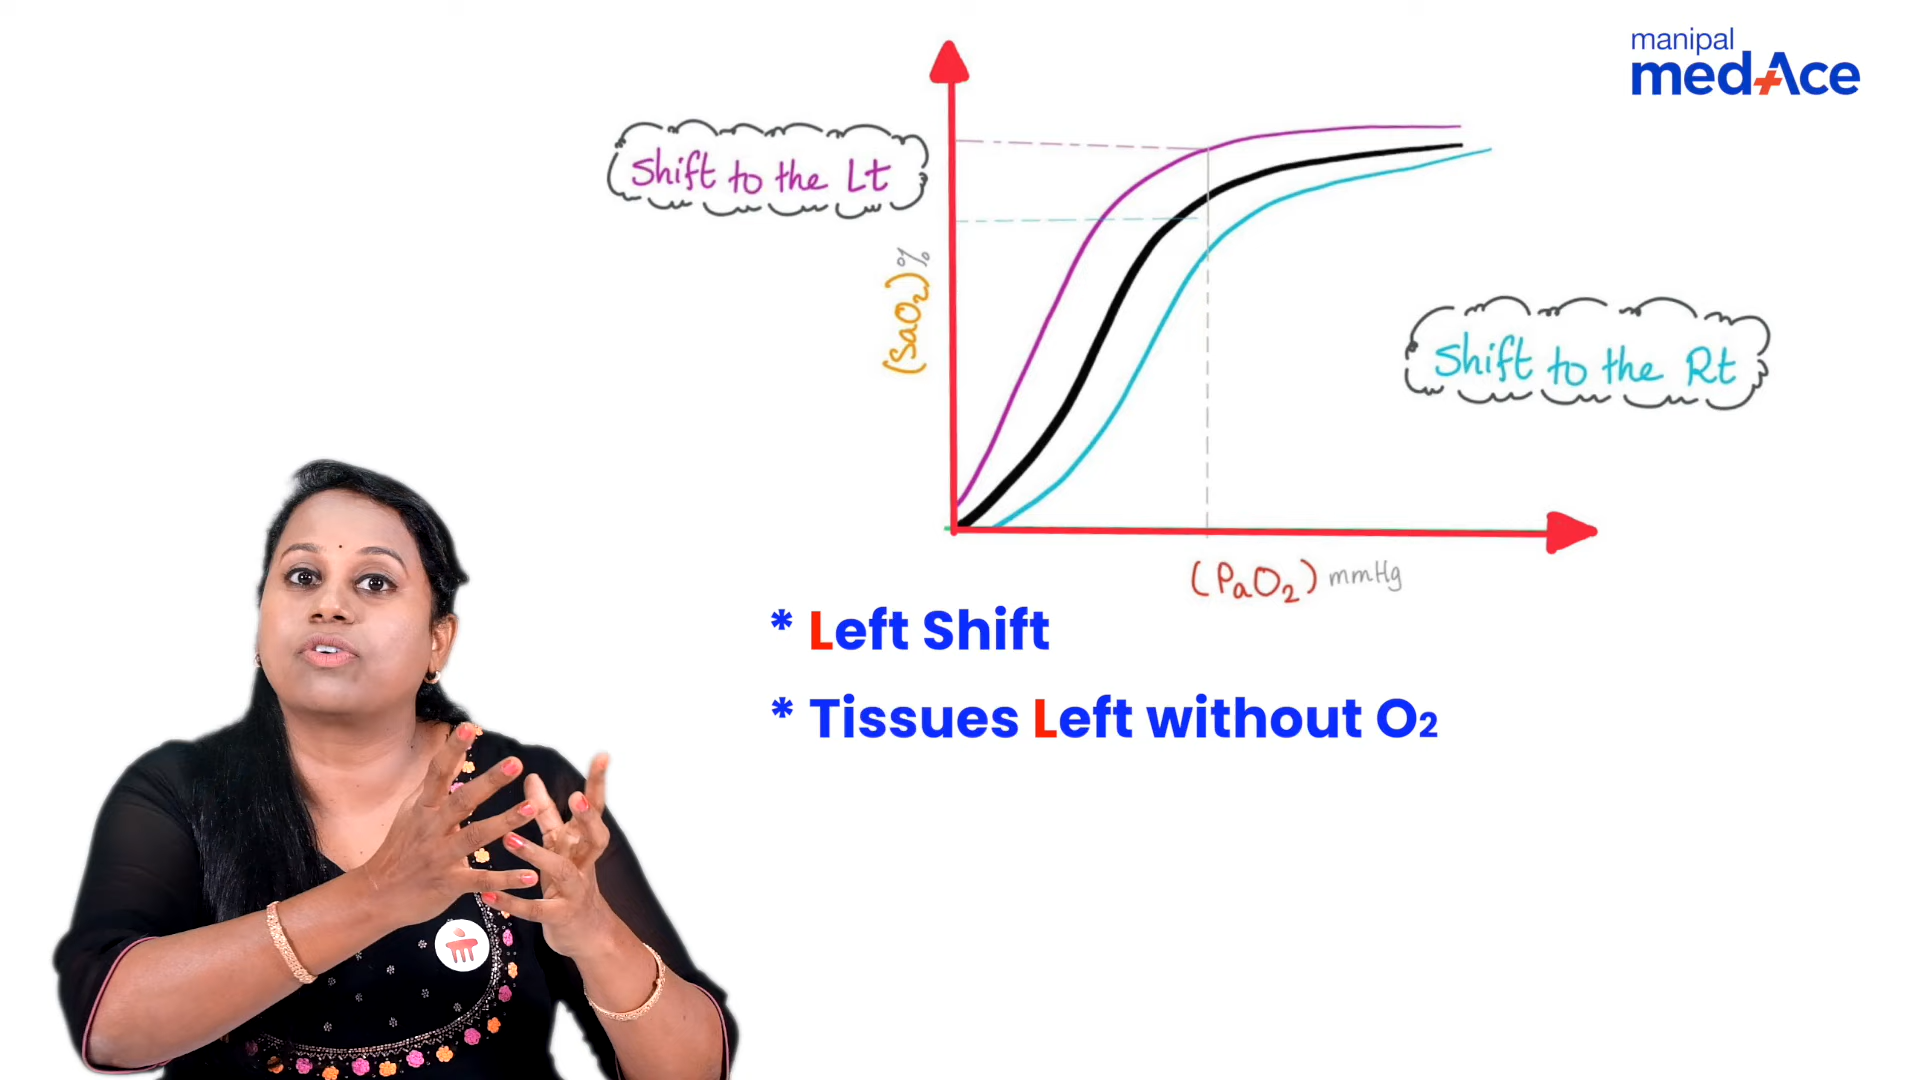 manipal
medAce
Shift to the Lt
(SaO₂) %
Shift to the Rt
(PaO₂) mmHg
* Left Shift
* Tissues Left without O₂